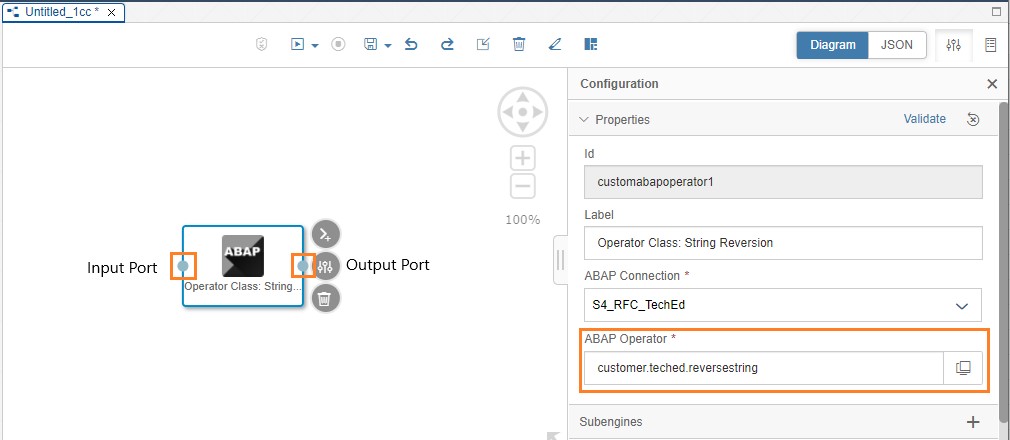 Untitled_1cc * ×
Diagram JSON
Configuration
Properties Validate
Id
customabapoperator1
Label
Operator Class: String Reversion
ABAP Connection *
S4_RFC_TechEd
ABAP Operator *
customer.teched.reversestring
Subengines
100%
ABAP
Operator Class: String...
Input Port
Output Port